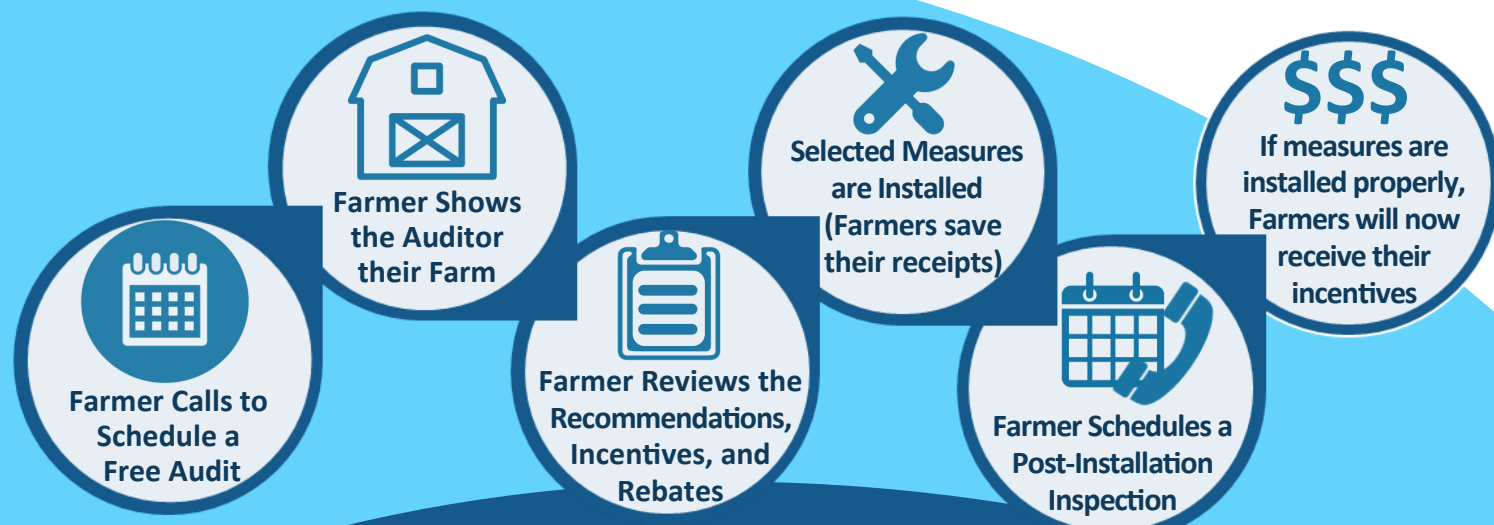 Farmer Calls to
Schedule a
Free Audit
Farmer Shows
the Auditor
their Farm
Farmer Reviews the
Recommendations,
Incentives, and
Rebates
Selected Measures
are Installed
(Farmers save
their receipts)
Farmer Schedules a
Post-Installation
Inspection
$$$
If measures are
installed properly,
Farmers will now
receive their
incentives